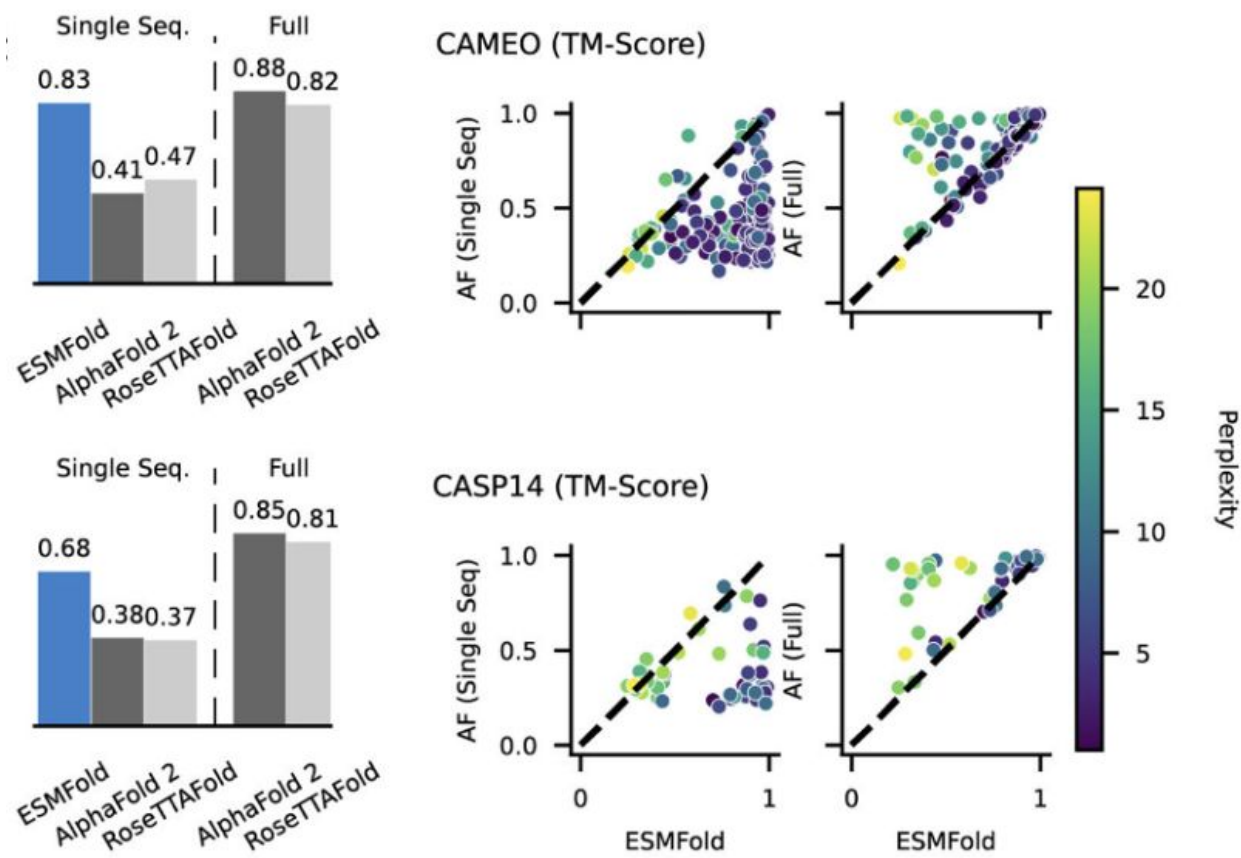 Single Seq.
Full
0.83
0.41
0.47
0.88
0.82
ESMFold
AlphaFold 2
RoseTTAFold
AlphaFold 2
RoseTTAFold
CAMEO (TM-Score)
AF (Single Seq)
1.0
0.5
0.0
0
1
AF (Full)
0
1
Single Seq.
Full
0.68
0.38
0.37
0.85
0.81
ESMFold
AlphaFold 2
RoseTTAFold
AlphaFold 2
RoseTTAFold
CASP14 (TM-Score)
AF (Single Seq)
1.0
0.5
0.0
0
1
ESMFold
AF (Full)
0
1
ESMFold
20
15
10
5
Perplexity